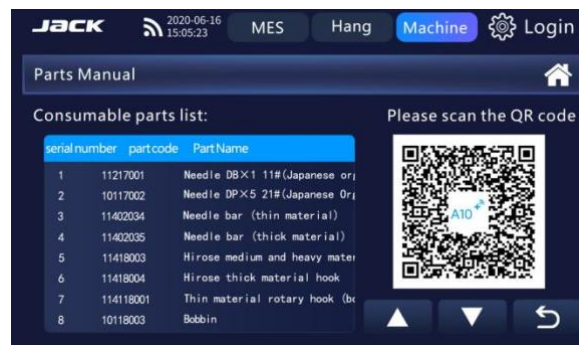 JACK 2020-06-16 15:05:23 MES Hang Machine Login
Parts Manual
Consumable parts list:
Please scan the QR code
serial number partcode Part Name
1 11217001 Needle DB×1 11#(Japanese or
2 10117002 Needle DP×5 21#(Japanese Or
3 11402034 Needle bar (thin material)
4 11402035 Needle bar (thick material)
5 11418003 Hirose medium and heavy mate
6 11418004 Hirose thick material hook
7 114118001 Thin material rotary hook (b
8 10118003 Bobbin
A10